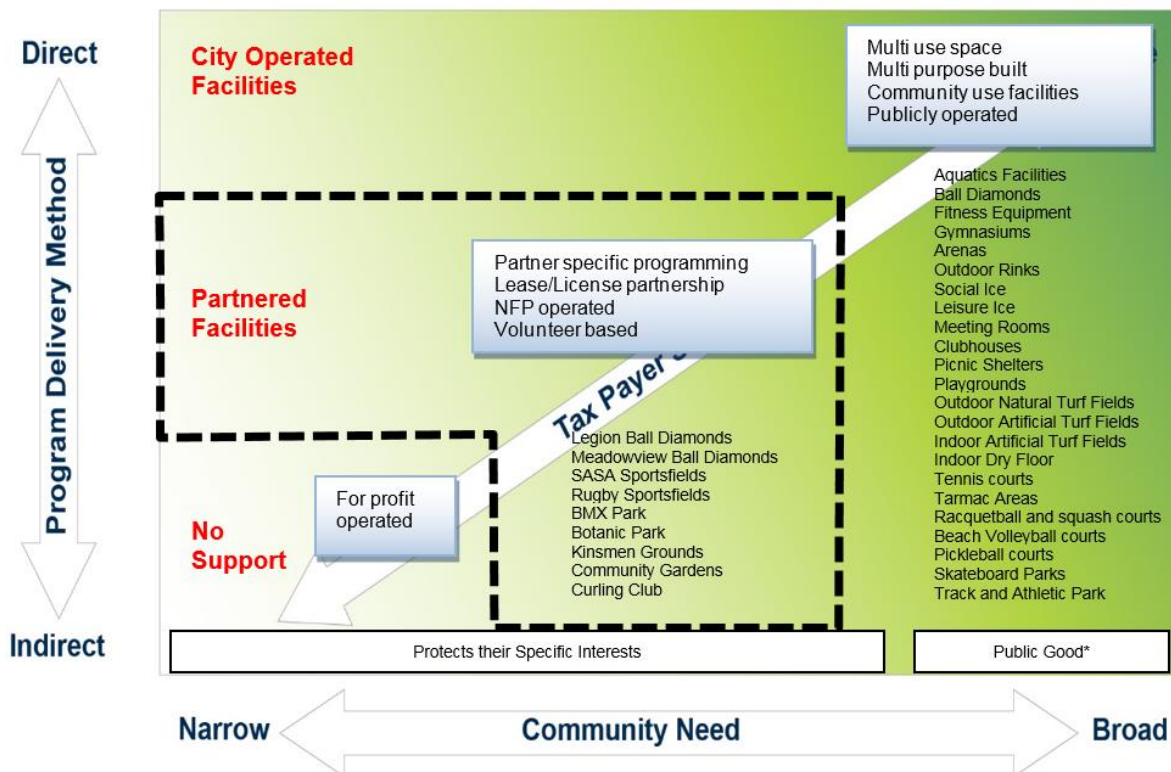 Direct
Program Delivery Method
Indirect
City Operated
Facilities
Multi use space
Multi purpose built
Community use facilities
Publicly operated
Partnered
Facilities
Partner specific programming
Lease/License partnership
NFP operated
Volunteer based
Tax Payer
No
Support
For profit
operated
Legion Ball Diamonds
Meadowview Ball Diamonds
SASA Sportsfields
Rugby Sportsfields
BMX Park
Botanic Park
Kinsmen Grounds
Community Gardens
Curling Club
Aquatics Facilities
Ball Diamonds
Fitness Equipment
Gymnasiums
Arenas
Outdoor Rinks
Social Ice
Leisure Ice
Meeting Rooms
Clubhouses
Picnic Shelters
Playgrounds
Outdoor Natural Turf Fields
Outdoor Artificial Turf Fields
Indoor Artificial Turf Fields
Indoor Dry Floor
Tennis courts
Tarmac Areas
Racquetball and squash courts
Beach Volleyball courts
Pickleball courts
Skateboard Parks
Track and Athletic Park
Protects their Specific Interests
Public Good*
Narrow
Community Need
Broad